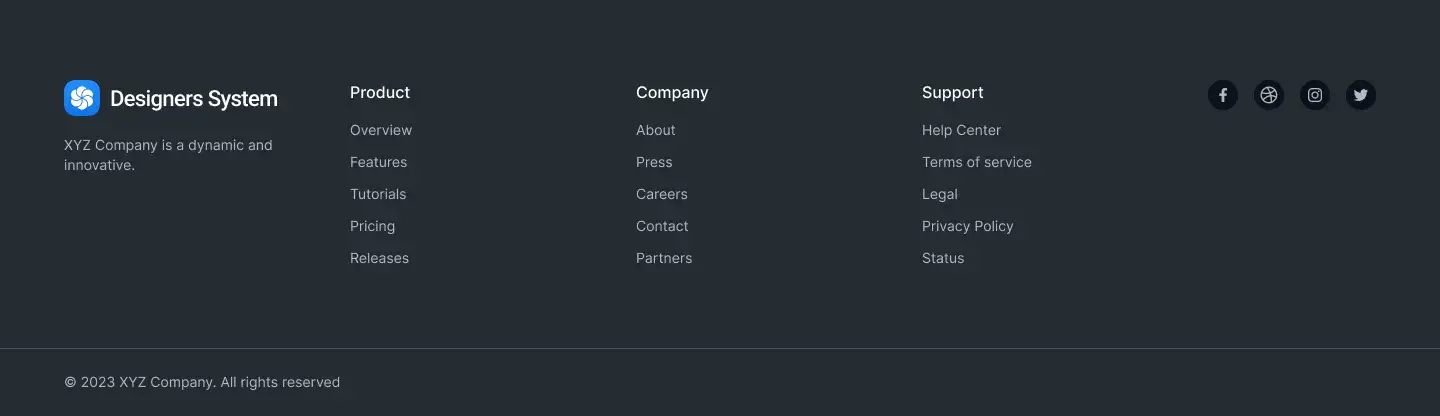 Designers System
XYZ Company is a dynamic and
innovative.
Product
Overview
Features
Tutorials
Pricing
Releases
Company
About
Press
Careers
Contact
Partners
Support
Help Center
Terms of service
Legal
Privacy Policy
Status
© 2023 XYZ Company. All rights reserved